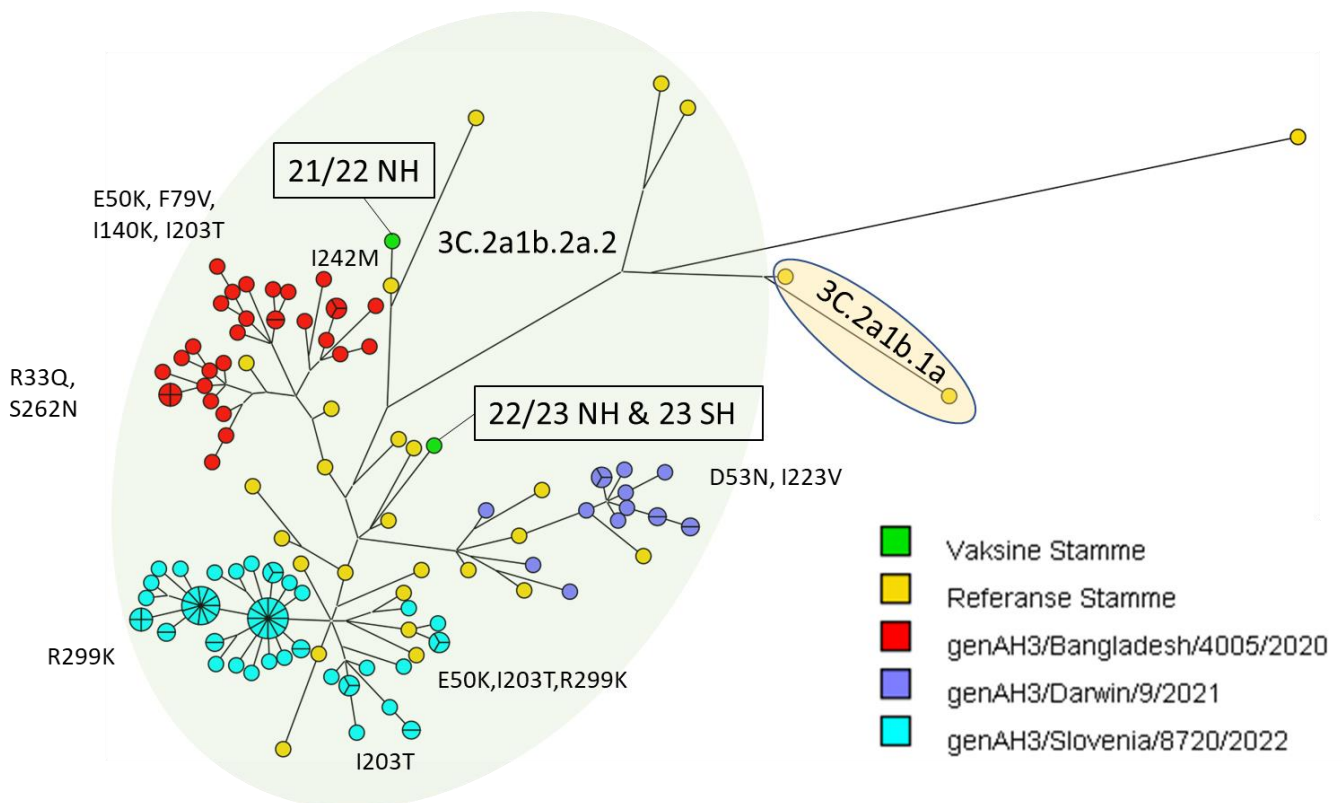 21/22 NH
E50K, F79V,
I140K, I203T
I242M
3C.2a1b.2a.2
3C.2a1b.1a
R33Q,
S262N
22/23 NH & 23 SH
D53N, I223V
R299K
E50K,I203T,R299K
I203T
Vaksine Stamme
Referanse Stamme
genAH3/Bangladesh/4005/2020
genAH3/Darwin/9/2021
genAH3/Slovenia/8720/2022